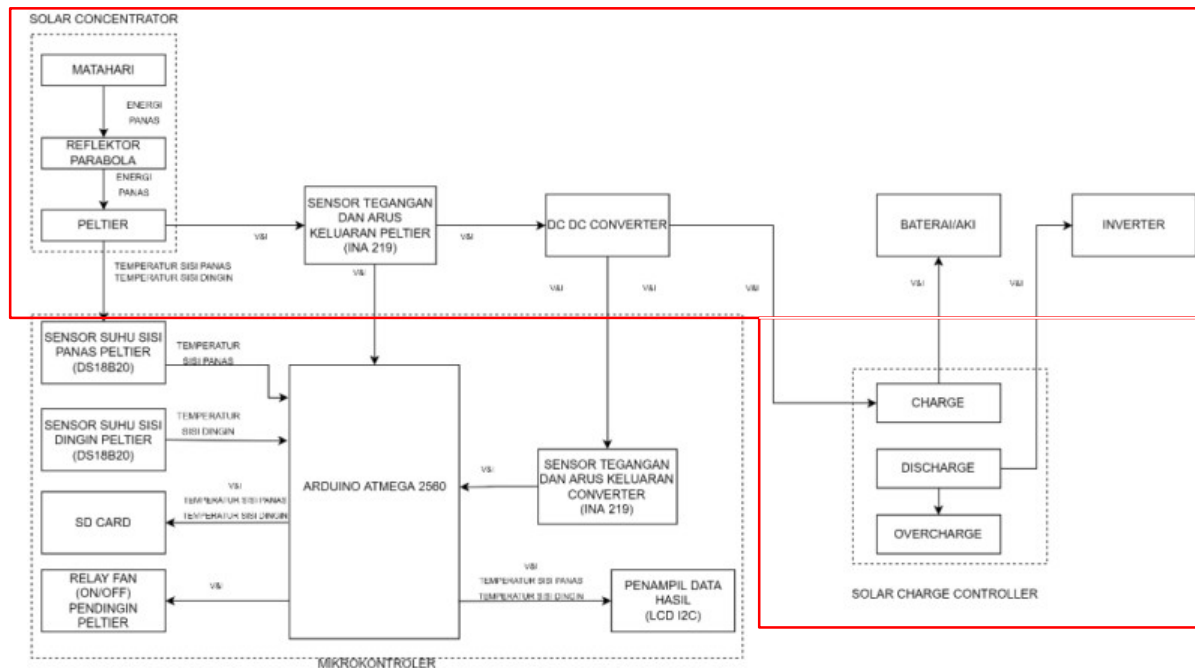 SOLAR CONCENTRATOR
MATAHARI
ENERGI
PANAS
REFLEKTOR
PARABOLA
ENERGI
PANAS
PELTIER
V&I
SENSOR TEGANGAN
DAN ARUS
KELUARAN PELTIER
(INA 219)
V&I
DC DC CONVERTER
BATERAI/AKI
INVERTER
TEMPERATUR SISI PANAS
TEMPERATUR SISI DINGIN
V&I
V&I
V&I
V&I
V&I
V&I
SENSOR SUHU SISI
PANAS PELTIER
(DS18B20)
TEMPERATUR
SISI PANAS
SENSOR SUHU SISI
DINGIN PELTIER
(DS18B20)
TEMPERATUR
SISI DINGIN
ARDUINO ATMEGA 2560
V&I
SENSOR TEGANGAN
DAN ARUS KELUARAN
CONVERTER
(INA 219)
CHARGE
DISCHARGE
OVERCHARGE
SOLAR CHARGE CONTROLLER
SD CARD
V&I
TEMPERATUR SISI PANAS
TEMPERATUR SISI DINGIN
RELAY FAN
(ON/OFF)
PENDINGIN
PELTIER
V&I
V&I
TEMPERATUR SISI PANAS
TEMPERATUR SISI DINGIN
PENAMPIL DATA
HASIL
(LCD I2C)
MIKROKONTROLER